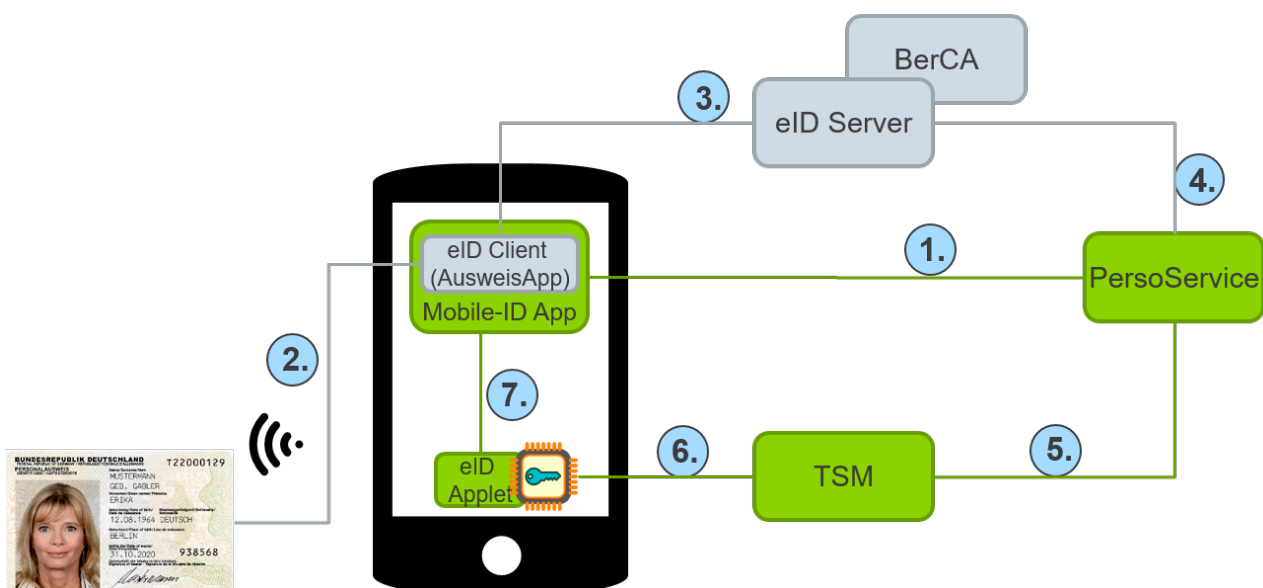 BerCA
3.
eID Server
4.
eID Client
(AusweisApp)
1.
PersoService
Mobile-ID App
2.
7.
BUNDESREPUBLIK DEUTSCHLAND
T22000129
PERSONALAUSWEIS
MUSTERMANN
GEB. GABLER
ERIKA
12.08.1964 DEUTSCH
BERLIN
31.10.2020
938568
eID
Applet
6.
TSM
5.